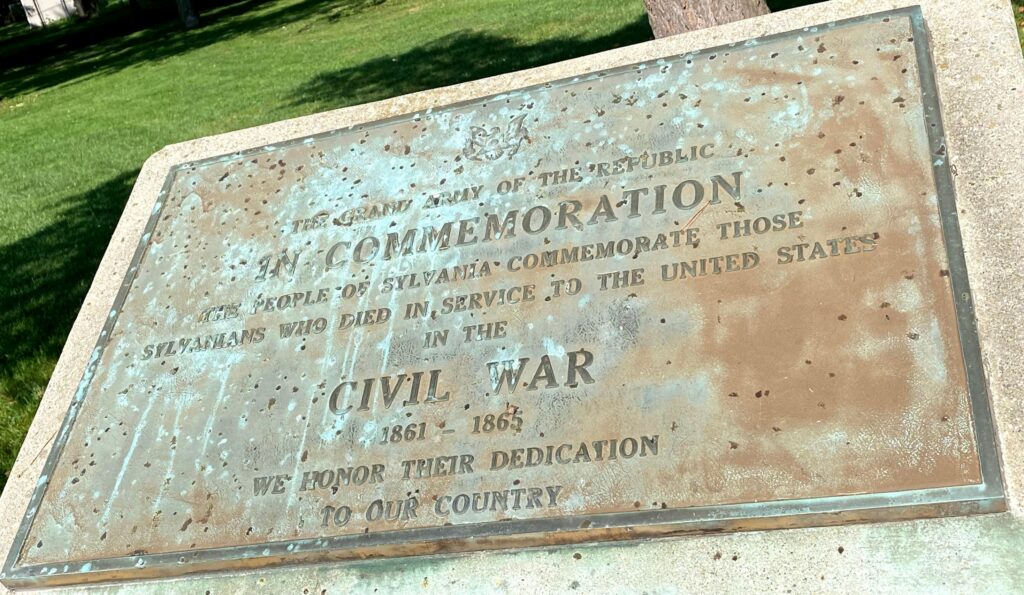 THE GRAND ARMY OF THE REPUBLIC
IN COMMEMORATION
THE PEOPLE OF SYLVANIA COMMEMORATE THOSE
SYLVANIANS WHO DIED IN SERVICE TO THE UNITED STATES
IN THE
CIVIL WAR
1861 - 1865
WE HONOR THEIR DEDICATION
TO OUR COUNTRY